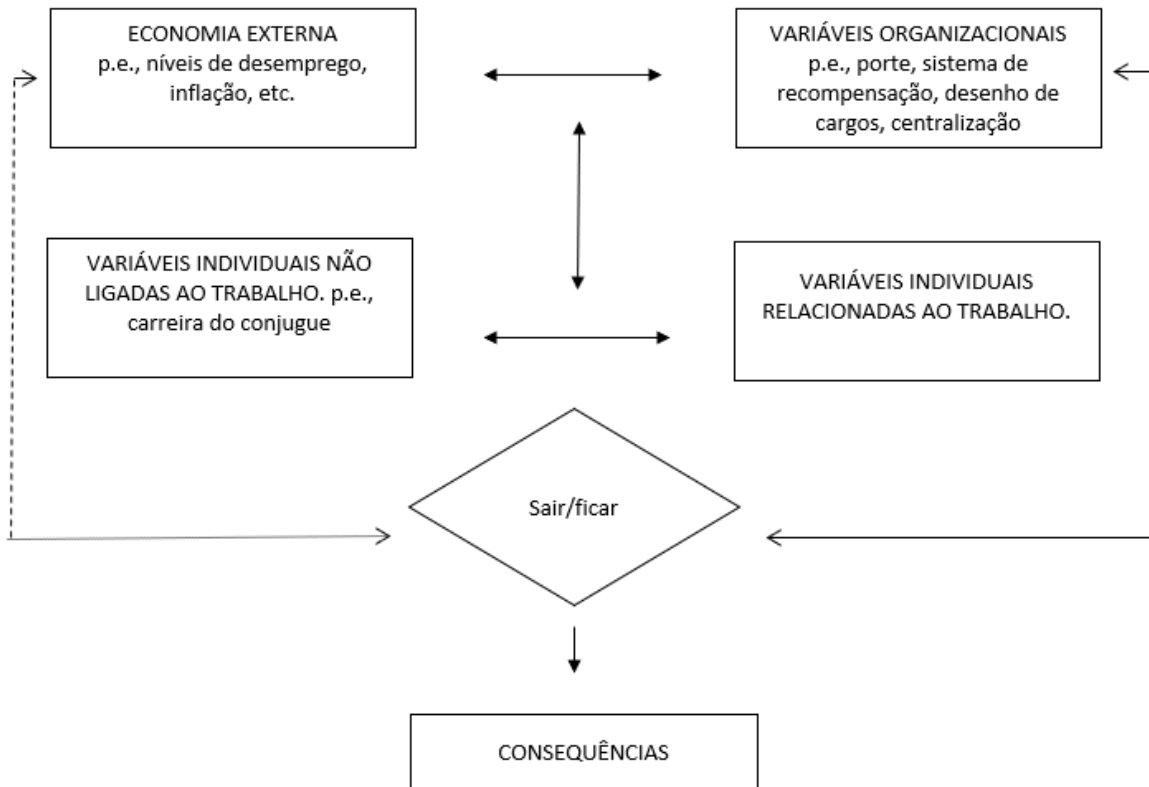 ECONOMIA EXTERNA
p.e., níveis de desemprego,
inflação, etc.
VARIÁVEIS ORGANIZACIONAIS
p.e., porte, sistema de
recompensação, desenho de
cargos, centralização
VARIÁVEIS INDIVIDUAIS NÃO
LIGADAS AO TRABALHO. p.e.,
carreira do conjugue
VARIÁVEIS INDIVIDUAIS
RELACIONADAS AO TRABALHO.
Sair/ficar
CONSEQUÊNCIAS